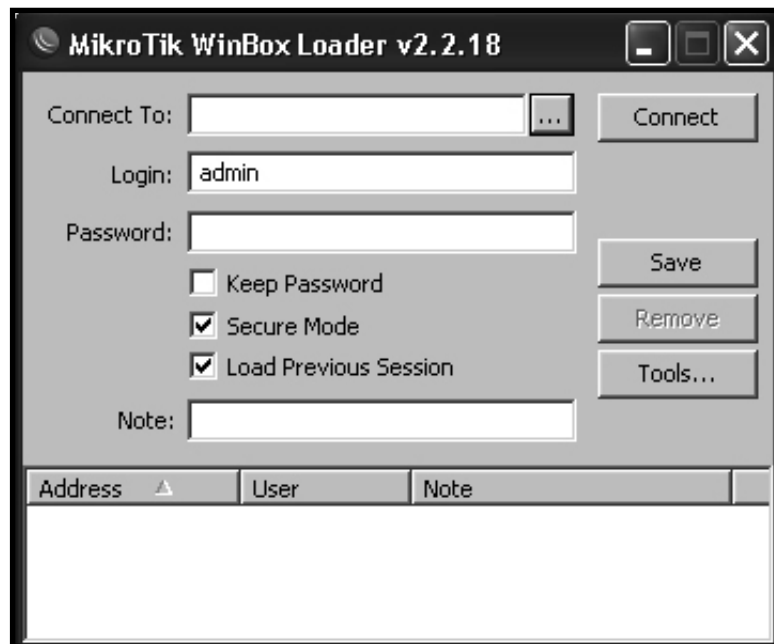 MikroTik WinBox Loader v2.2.18
Connect To: ... Connect
Login: admin
Password:
Save
Keep Password
Secure Mode
Remove
Load Previous Session
Tools...
Note:
Address User Note